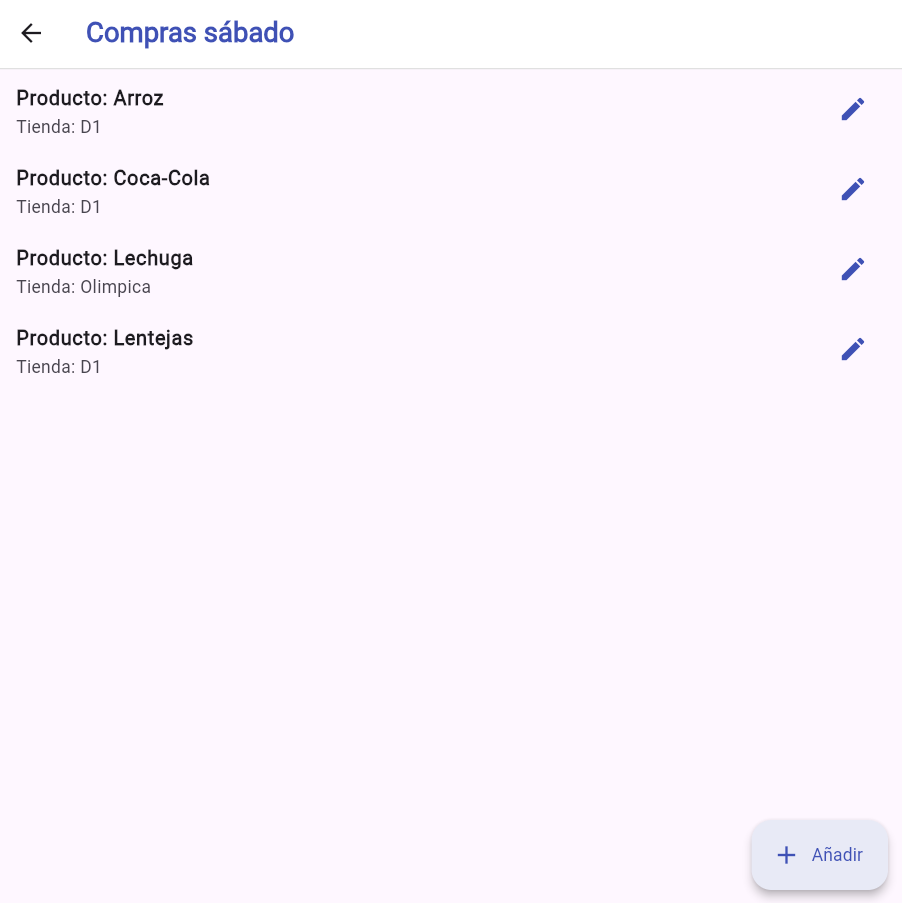 Compras sábado
Producto: Arroz
Tienda: D1
Producto: Coca-Cola
Tienda: D1
Producto: Lechuga
Tienda: Olimpica
Producto: Lentejas
Tienda: D1
Añadir